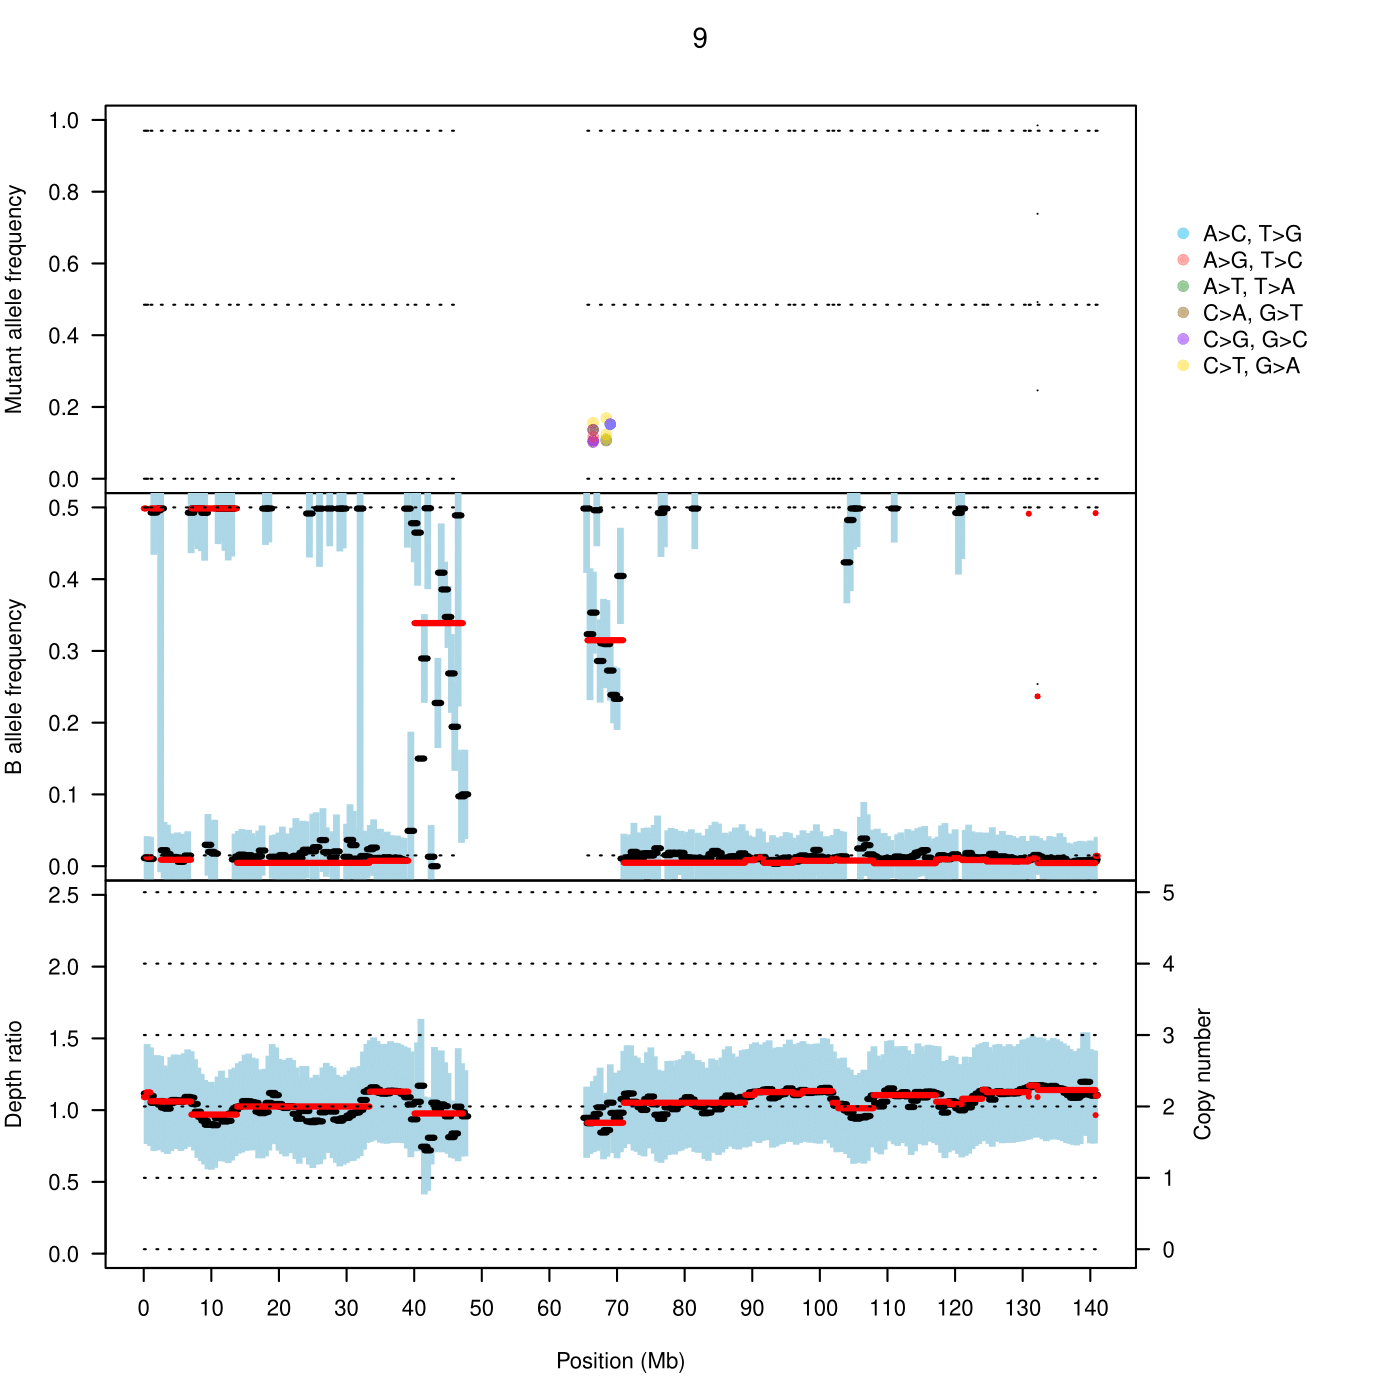 9
Mutant allele frequency
1.0
0.8
0.6
0.4
0.2
0.0
A>C, T>G
A>G, T>C
A>T, T>A
C>A, G>T
C>G, G>C
C>T, G>A
B allele frequency
0.5
0.4
0.3
0.2
0.1
0.0
Depth ratio
2.5
2.0
1.5
1.0
0.5
0.0
5
4
3
2
1
0
Copy number
0 10 20 30 40 50 60 70 80 90 100 110 120 130 140
Position (Mb)